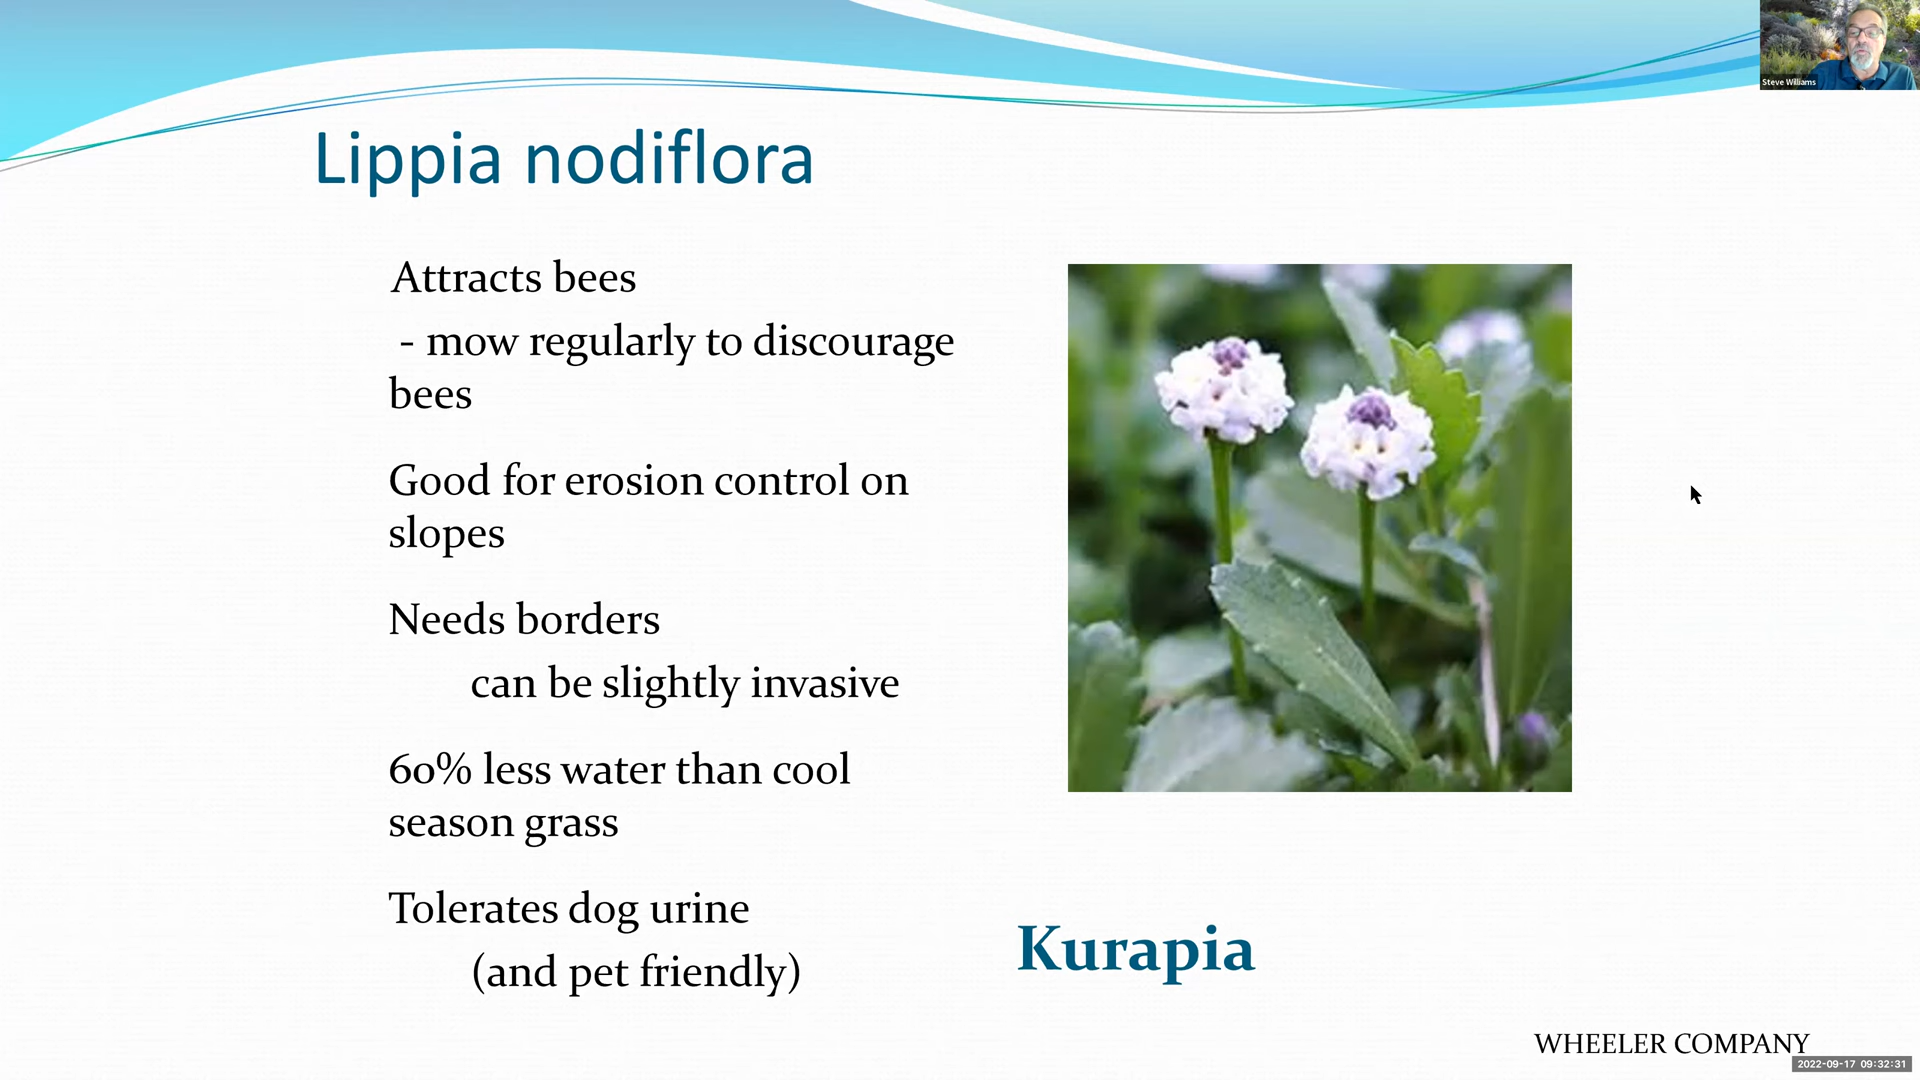 Steve Williams
Lippia nodiflora
Attracts bees
- mow regularly to discourage
bees
Good for erosion control on
slopes
Needs borders
can be slightly invasive
60% less water than cool
season grass
Tolerates dog urine
(and pet friendly)
Kurapia
WHEELER COMPANY
2022-09-17 09:32:31